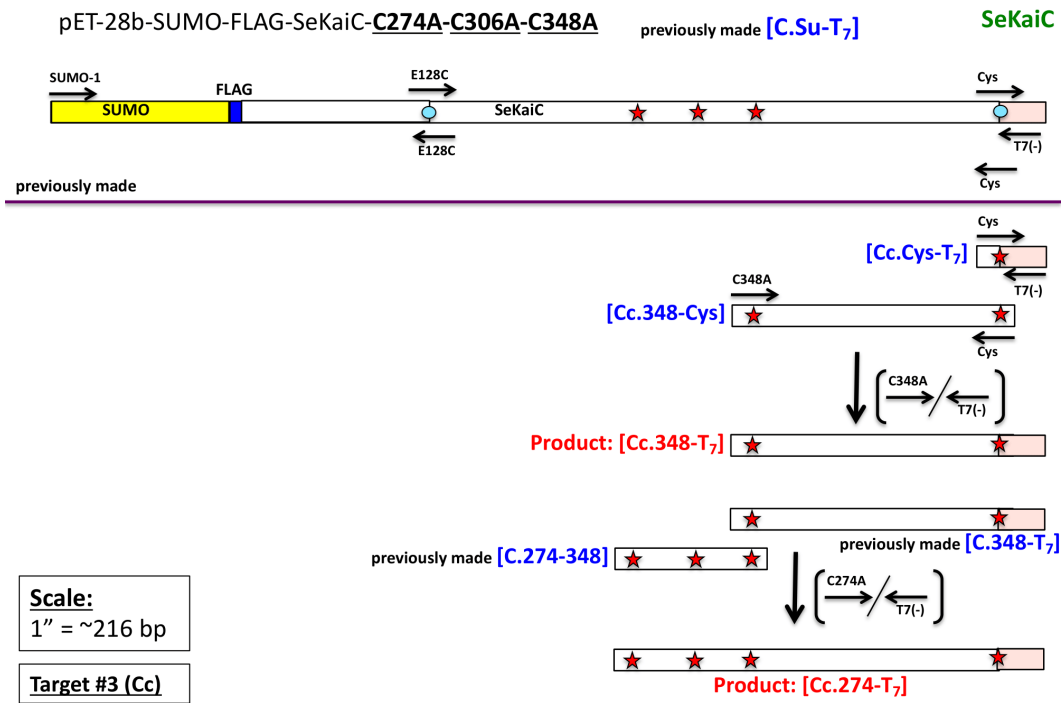 pET-28b-SUMO-FLAG-SeKaiC-C274A-C306A-C348A previously made [C.Su-T7] SeKaiC
SUMO-1 E128C Cys
FLAG
SUMO SeKaiC
E128C T7(-)
Cys
previously made
Cys
[Cc.Cys-T7]
T7(-)
C348A
[Cc.348-Cys]
Cys
C348A
T7(-)
Product: [Cc.348-T7]
previously made [C.348-T7]
previously made [C.274-348]
C274A
T7(-)
Product: [Cc.274-T7]
Scale:
1” = ~216 bp
Target #3 (Cc)